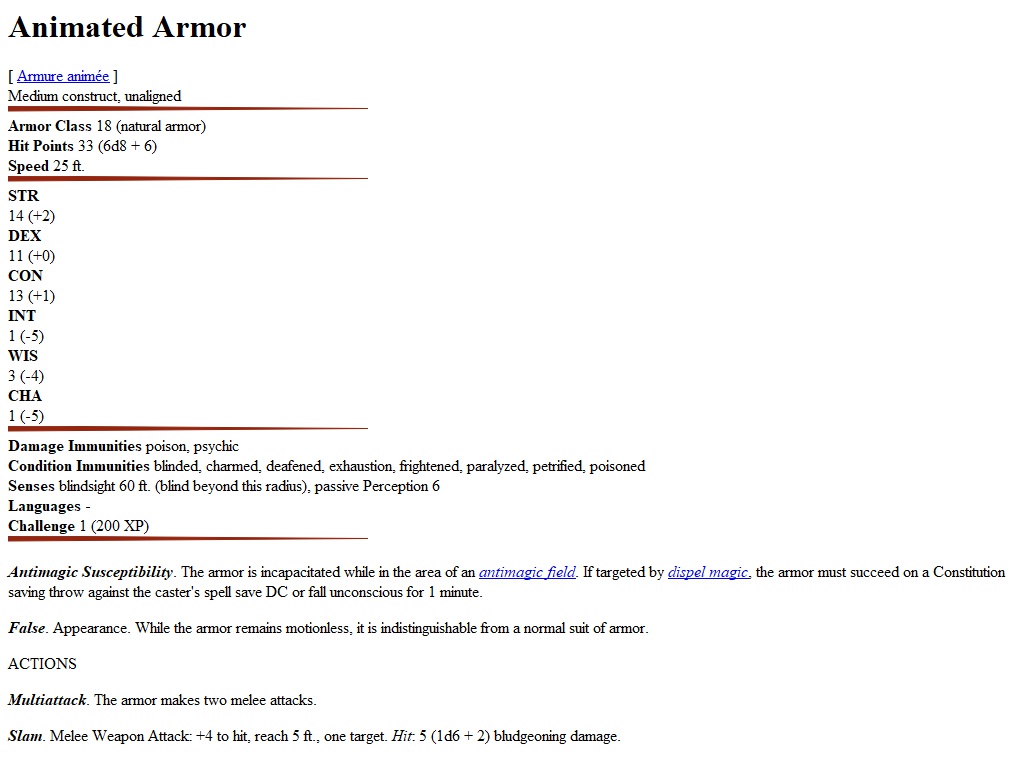 Animated Armor
[ Armure animée ]
Medium construct, unaligned
Armor Class 18 (natural armor)
Hit Points 33 (6d8 + 6)
Speed 25 ft.
STR
14 (+2)
DEX
11 (+0)
CON
13 (+1)
INT
1 (-5)
WIS
3 (-4)
CHA
1 (-5)
Damage Immunities poison, psychic
Condition Immunities blinded, charmed, deafened, exhaustion, frightened, paralyzed, petrified, poisoned
Senses blindsight 60 ft. (blind beyond this radius), passive Perception 6
Languages -
Challenge 1 (200 XP)
Antimagic Susceptibility. The armor is incapacitated while in the area of an antimagic field. If targeted by dispel magic, the armor must succeed on a Constitution
saving throw against the caster's spell save DC or fall unconscious for 1 minute.
False. Appearance. While the armor remains motionless, it is indistinguishable from a normal suit of armor.
ACTIONS
Multiattack. The armor makes two melee attacks.
Slam. Melee Weapon Attack: +4 to hit, reach 5 ft., one target. Hit: 5 (1d6 + 2) bludgeoning damage.